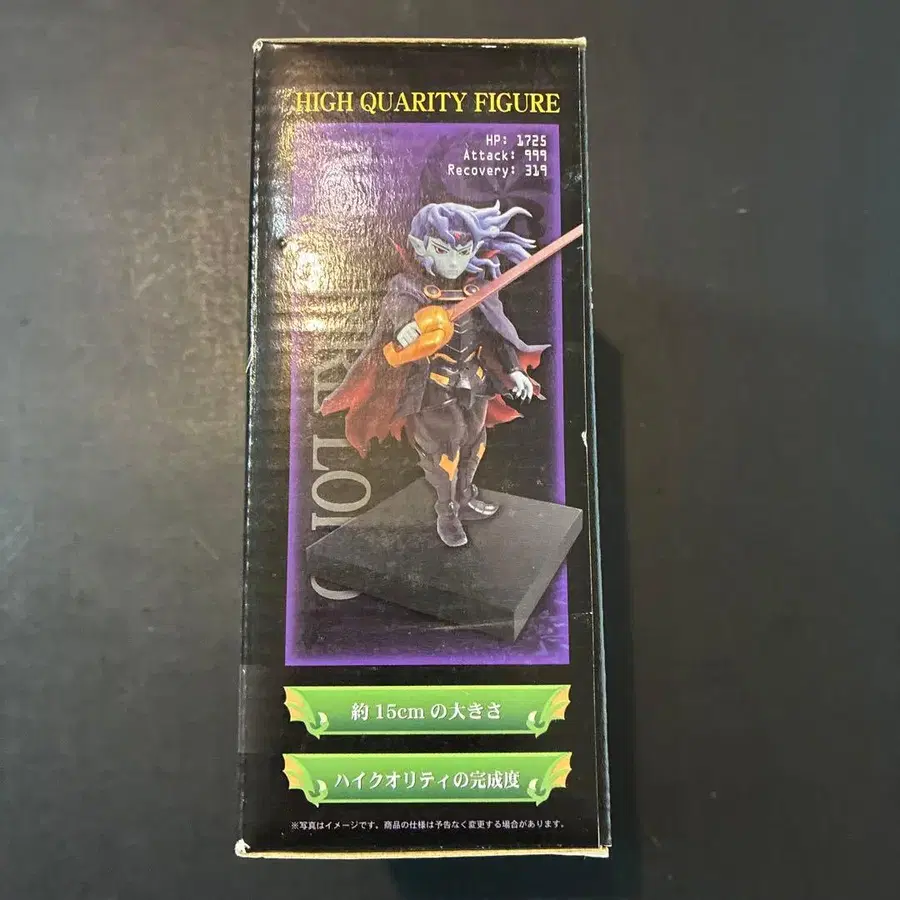 HIGH QUARITY FIGURE
HP: 1725
Attack: 999
Recovery: 319
約15cmの大きさ
ハイクオリティの完成度
※写真はイメージです。商品の仕様は予告なく変更する場合があります。